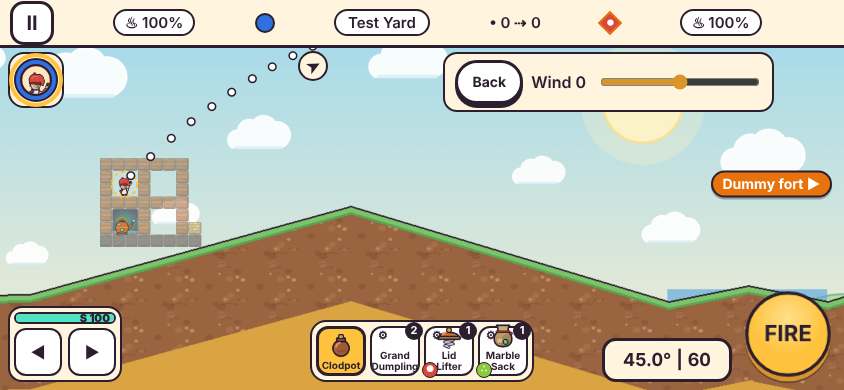 100%
Test Yard
• 0 ⇢ 0
100%
Back
Wind 0
Dummy fort ▶
S 100
Clodpot
2
Grand
Dumpling
1
Lid
Lifter
1
Marble
Sack
45.0° | 60
FIRE